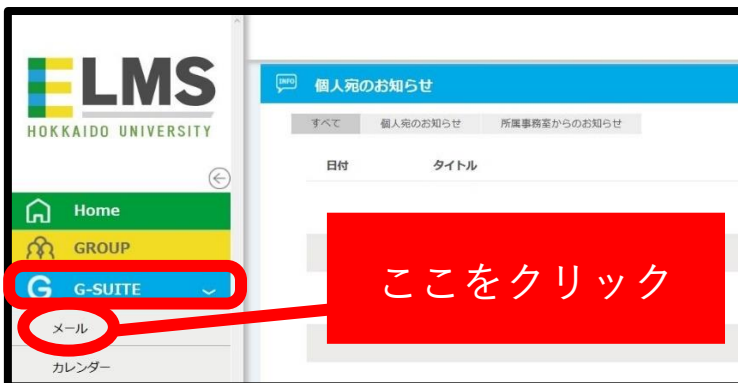 ELMS
HOKKAIDO UNIVERSITY
Home
GROUP
G G-SUITE
メール
カレンダー
INFO 個人宛のお知らせ
すべて 個人宛のお知らせ 所属事務室からのお知らせ
日付 タイトル
ここをクリック